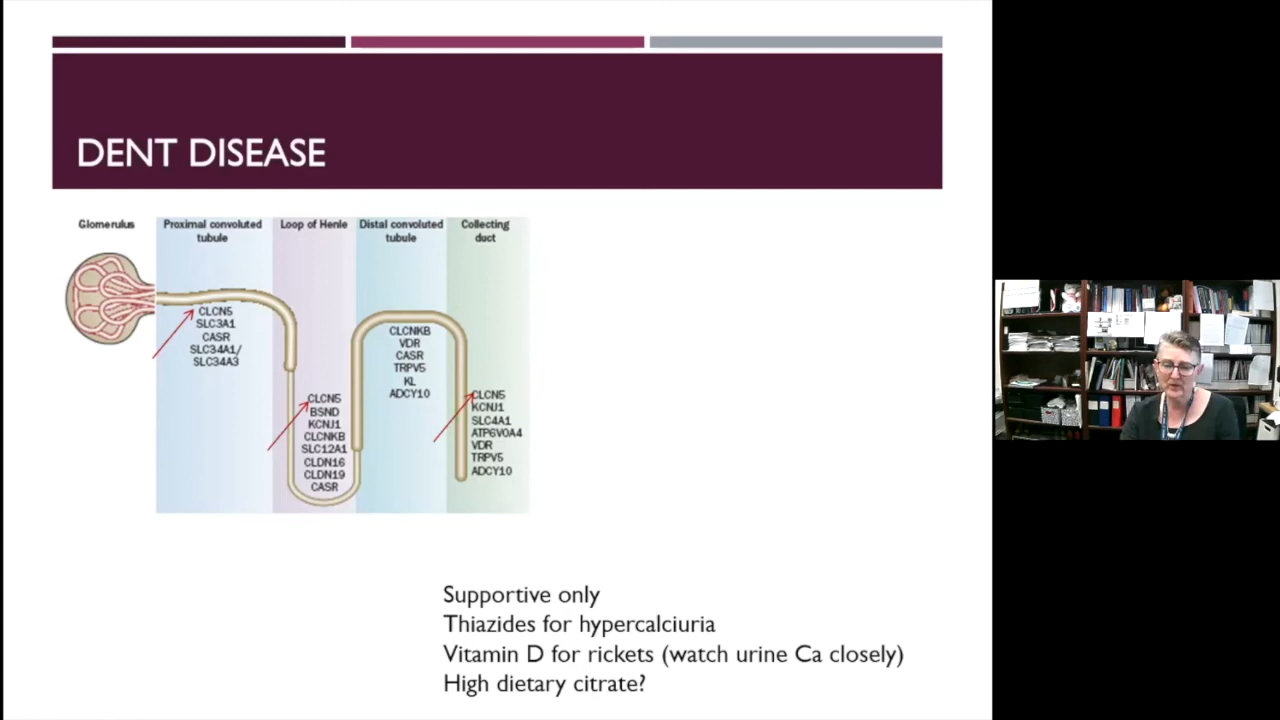 DENT DISEASE
Glomerulus
Proximal convoluted
tubule
Loop of Henle
Distal convoluted
tubule
Collecting
duct
CLCN5
SLC3A1
CASR
SLC34A1/
SLC34A3
CLCN5
BSND
KCNJ1
CLCNKB
SLC12A1
CLDN16
CLDN19
CASR
CLCNKB
VDR
CASR
TRPV5
KL
ADCY10
CLCN5
KCNJ1
SLC4A1
ATP6V0A4
VDR
TRPV5
ADCY10
Supportive only
Thiazides for hypercalciuria
Vitamin D for rickets (watch urine Ca closely)
High dietary citrate?